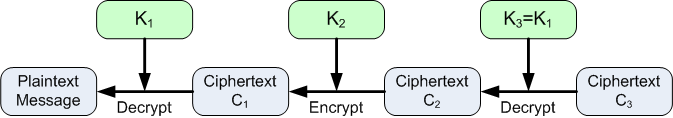 K₁
K₂
K₃=K₁
Plaintext
Message
Decrypt
Ciphertext
C₁
Encrypt
Ciphertext
C₂
Decrypt
Ciphertext
C₃